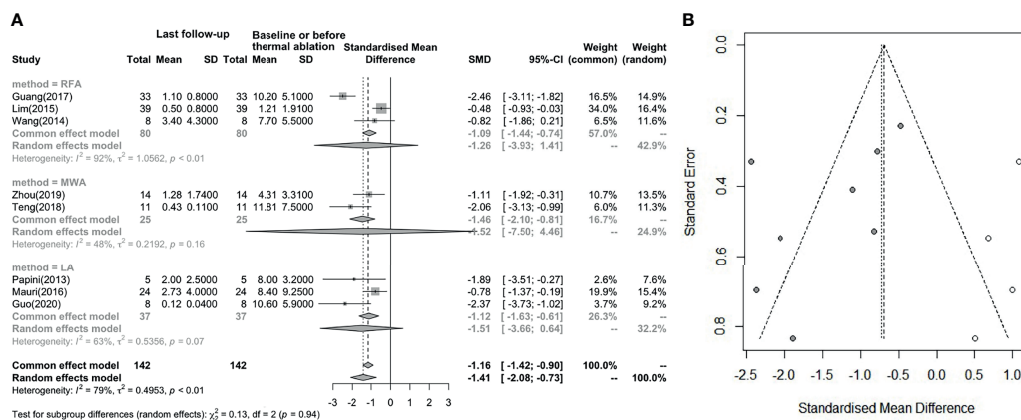 A
Last follow-up
Baseline or before
thermal ablation
Standardised Mean
Difference
Weight
(common)
Weight
(random)
Study Total Mean SD Total Mean SD SMD 95%-CI
method = RFA
Guang(2017) 33 1.10 0.8000 33 10.20 5.1000 -2.46 [-3.11; -1.82] 16.5% 14.9%
Lim(2015) 39 0.50 0.8000 39 1.21 1.9100 -0.48 [-0.93; -0.03] 34.0% 16.4%
Wang(2014) 8 3.40 4.3000 8 7.70 5.5000 -0.82 [-1.86; 0.21] 6.5% 11.6%
Common effect model 80 80 -1.09 [-1.44; -0.74] 57.0% --
Random effects model -1.26 [-3.93; 1.41] -- 42.9%
Heterogeneity: I² = 92%, τ² = 1.0562, p < 0.01
method = MWA
Zhou(2019) 14 1.28 1.7400 14 4.31 3.3100 -1.11 [-1.92; -0.31] 10.7% 13.5%
Teng(2018) 11 0.43 0.1100 11 11.81 7.5000 -2.06 [-3.13; -0.99] 6.0% 11.3%
Common effect model 25 25 -1.46 [-2.10; -0.81] 16.7% --
Random effects model [-7.50; 4.46] -- 24.9%
Heterogeneity: I² = 48%, τ² = 0.2192, p = 0.16
method = LA
Papini(2013) 5 2.00 2.5000 5 8.00 3.2000 -1.89 [-3.51; -0.27] 2.6% 7.6%
Mauri(2016) 24 2.73 4.0000 24 8.40 9.2500 -0.78 [-1.37; -0.19] 19.9% 15.4%
Guo(2020) 8 0.12 0.0400 8 10.60 5.9000 -2.37 [-3.73; -1.02] 3.7% 9.2%
Common effect model 37 37 -1.12 [-1.63; -0.61] 26.3% --
Random effects model -1.51 [-3.66; 0.64] -- 32.2%
Heterogeneity: I² = 63%, τ² = 0.5356, p = 0.07
Common effect model 142 142 -1.16 [-1.42; -0.90] 100.0% --
Random effects model -1.41 [-2.08; -0.73] -- 100.0%
Heterogeneity: I² = 79%, τ² = 0.4953, p < 0.01
-3 -2 -1 0 1 2 3
Test for subgroup differences (random effects): χ²₂ = 0.13, df = 2 (p = 0.94)
B
Standard Error
0.0
0.2
0.4
0.6
0.8
-2.5 -2.0 -1.5 -1.0 -0.5 0.0 0.5 1.0
Standardised Mean Difference